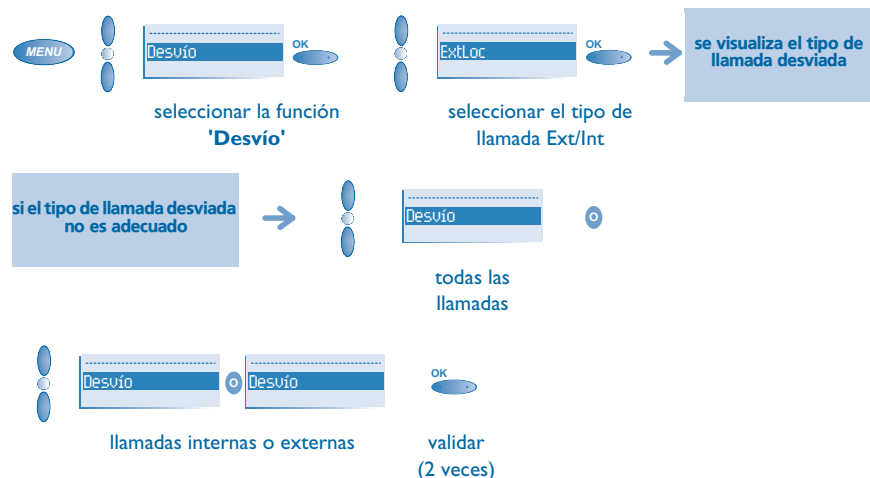 MENU
Desvío
OK
ExtLoc
OK
se visualiza el tipo de
llamada desviada
seleccionar la función
'Desvío'
seleccionar el tipo de
llamada Ext/Int
si el tipo de llamada desviada
no es adecuado
Desvío
O
todas las
llamadas
Desvío
O
Desvío
OK
llamadas internas o externas
validar
(2 veces)